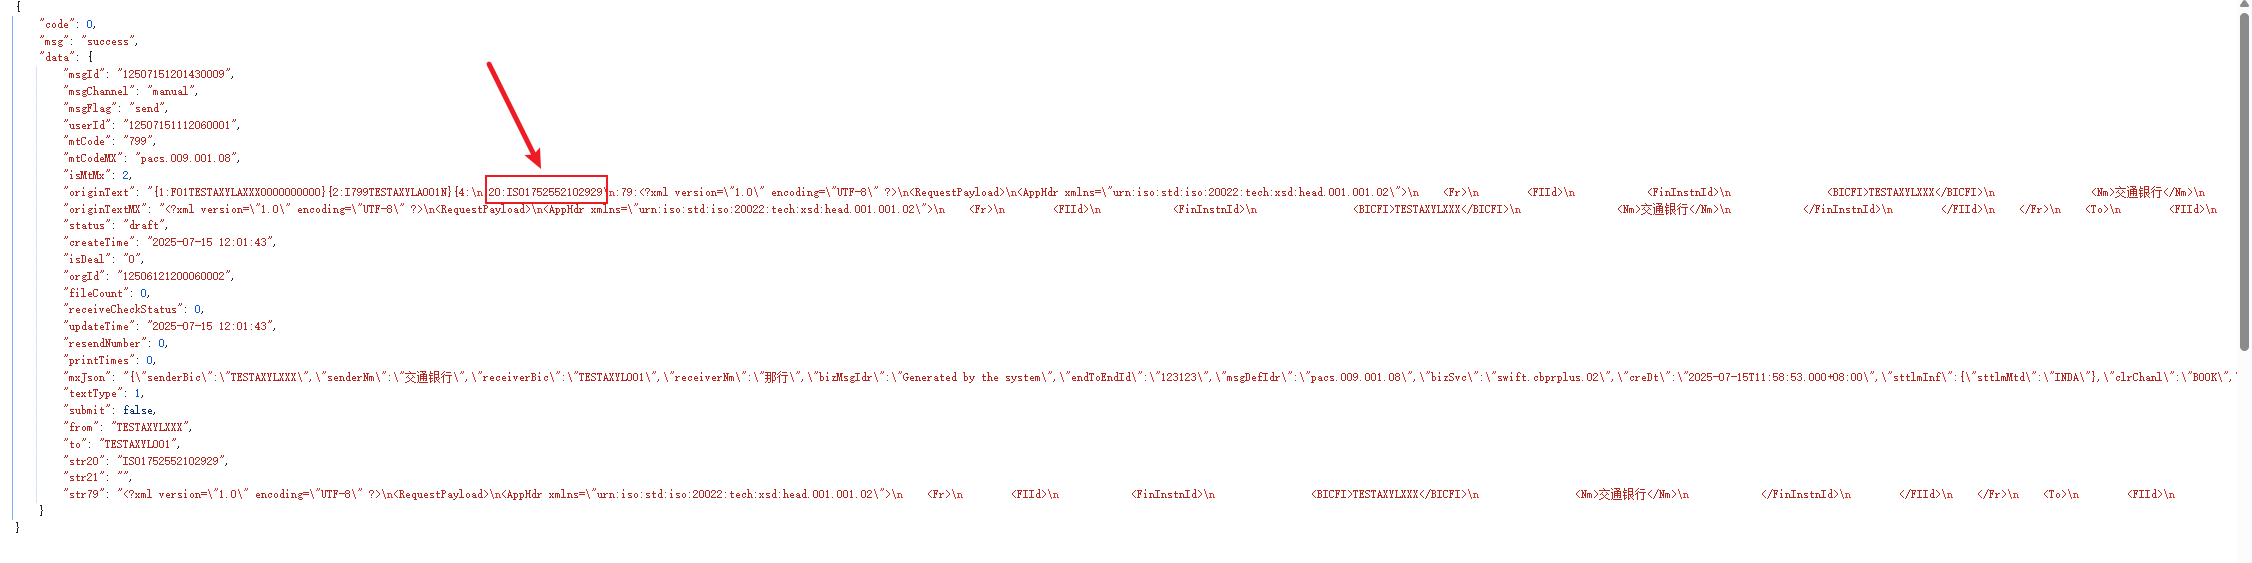 {
"code": 0,
"msg": "success",
"data": {
"msgId": "12507151201430009",
"msgChannel": "manual",
"msgFlag": "send",
"userId": "12507151112060001",
"mtCode": "799",
"mtCodeMX": "pacs.009.001.08",
"isMtMx": 2,
"originText": "{1:F01TESTAXYLAXXX0000000000}{2:I799TESTAXYLA001N}{4:\n:20:ISO1752552102929\n:79:<?xml version=\"1.0\" encoding=\"UTF-8\" ?>\n<RequestPayload>\n<AppHdr xmlns=\"urn:iso:std:iso:20022:tech:xsd:head.001.001.02\">\n    <Fr>\n        <FIId>\n            <FinInstnId>\n                <BICFI>TESTAXYLXXX</BICFI>\n                <Nm>交通银行</Nm>\n
"originTextMX": "<?xml version=\"1.0\" encoding=\"UTF-8\" ?>\n<RequestPayload>\n<AppHdr xmlns=\"urn:iso:std:iso:20022:tech:xsd:head.001.001.02\">\n    <Fr>\n        <FIId>\n            <FinInstnId>\n                <BICFI>TESTAXYLXXX</BICFI>\n                <Nm>交通银行</Nm>\n            </FinInstnId>\n        </FIId>\n    </Fr>\n    <To>\n        <FIId>\n
"status": "draft",
"createTime": "2025-07-15 12:01:43",
"isDeal": "0",
"orgId": "12506121200060002",
"fileCount": 0,
"receiveCheckStatus": 0,
"updateTime": "2025-07-15 12:01:43",
"resendNumber": 0,
"printTimes": 0,
"mxJson": "{\"senderBic\":\"TESTAXYLXXX\",\"senderNm\":\"交通银行\",\"receiverBic\":\"TESTAXYL001\",\"receiverNm\":\"那行\",\"bizMsgIdr\":\"Generated by the system\",\"endToEndId\":\"123123\",\"msgDefIdr\":\"pacs.009.001.08\",\"bizSvc\":\"swift.cbprplus.02\",\"creDt\":\"2025-07-15T11:58:53.000+08:00\",\"sttlmInf\":{\"sttlmMtd\":\"INDA\"},\"clrChanl\":\"BOOK\",
"textType": 1,
"submit": false,
"from": "TESTAXYLXXX",
"to": "TESTAXYL001",
"str20": "ISO1752552102929",
"str21": "",
"str79": "<?xml version=\"1.0\" encoding=\"UTF-8\" ?>\n<RequestPayload>\n<AppHdr xmlns=\"urn:iso:std:iso:20022:tech:xsd:head.001.001.02\">\n    <Fr>\n        <FIId>\n            <FinInstnId>\n                <BICFI>TESTAXYLXXX</BICFI>\n                <Nm>交通银行</Nm>\n            </FinInstnId>\n        </FIId>\n    </Fr>\n    <To>\n        <FIId>\n
}
}